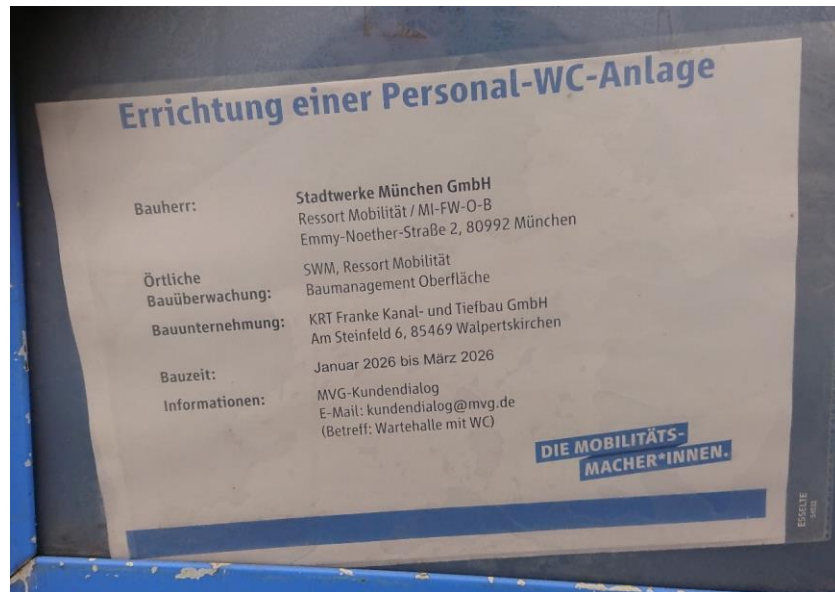 Errichtung einer Personal-WC-Anlage
Bauherr: Stadtwerke München GmbH
Ressort Mobilität / MI-FW-O-B
Emmy-Noether-Straße 2, 80992 München
Örtliche
Bauüberwachung: SWM, Ressort Mobilität
Baumanagement Oberfläche
Bauunternehmung: KRT Franke Kanal- und Tiefbau GmbH
Am Steinfeld 6, 85469 Walpertskirchen
Bauzeit: Januar 2026 bis März 2026
Informationen: MVG-Kundendialog
E-Mail: kundendialog@mvg.de
(Betreff: Wartehalle mit WC)
DIE MOBILITÄTS-
MACHER*INNEN.
ESSELTE